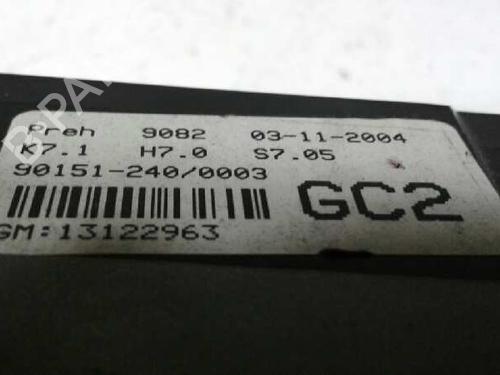 Preh 9082 03-11-2004
K7.1 H7.0 S7.05
90151-240/0003
GC2
GM:13122963